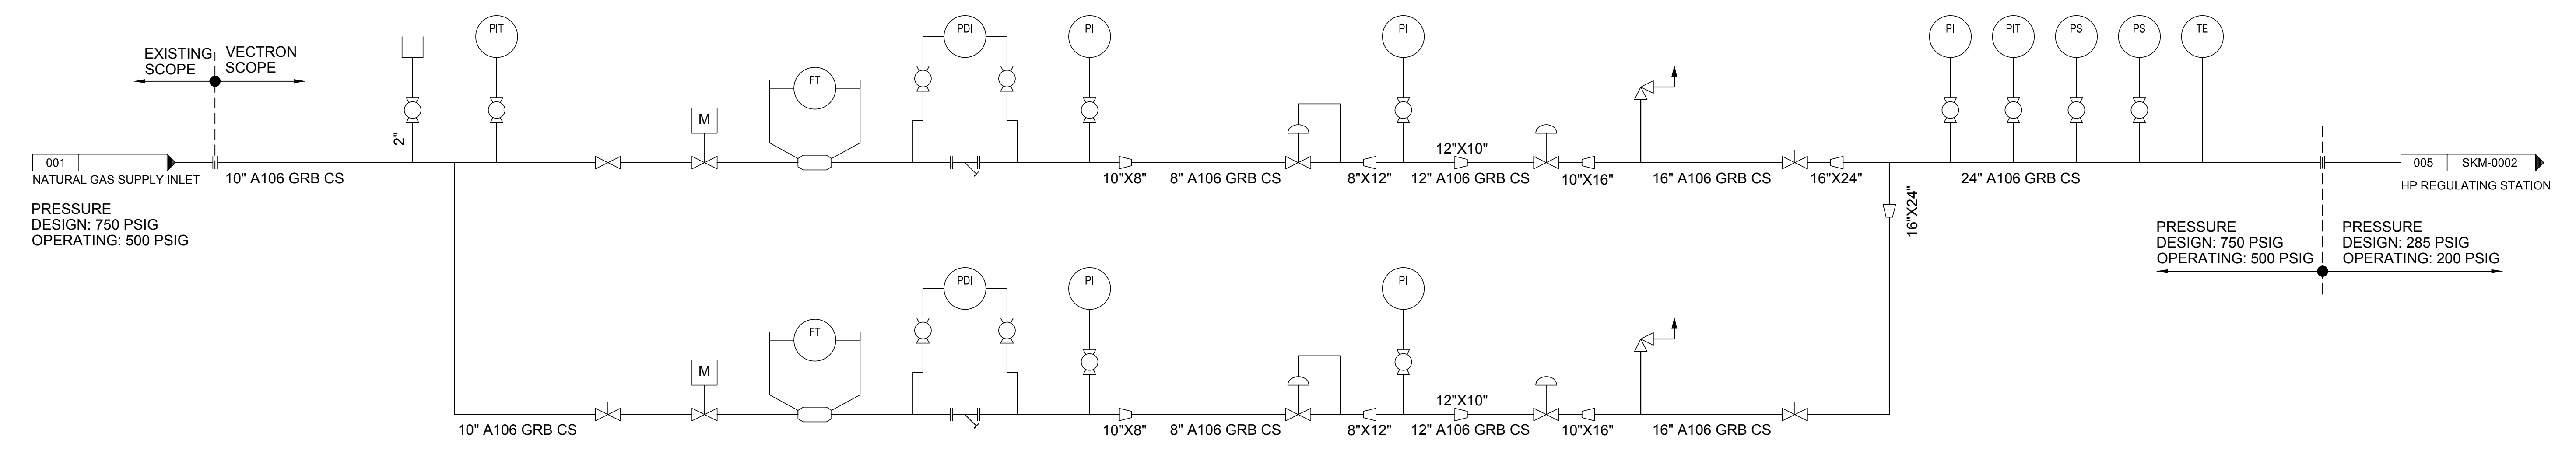 PIT
PDI
PI
PI
PI
PIT
PS
PS
TE
EXISTING
SCOPE
VECTRON
SCOPE
FT
M
2"
001
NATURAL GAS SUPPLY INLET
10" A106 GRB CS
10"X8"
8" A106 GRB CS
8"X12"
12"X10"
12" A106 GRB CS
10"X16"
16" A106 GRB CS
16"X24"
24" A106 GRB CS
005
SKM-0002
HP REGULATING STATION
PRESSURE
DESIGN: 750 PSIG
OPERATING: 500 PSIG
16"X24"
PRESSURE
DESIGN: 750 PSIG
OPERATING: 500 PSIG
PRESSURE
DESIGN: 285 PSIG
OPERATING: 200 PSIG
PDI
PI
PI
FT
M
10" A106 GRB CS
10"X8"
8" A106 GRB CS
8"X12"
12"X10"
12" A106 GRB CS
10"X16"
16" A106 GRB CS